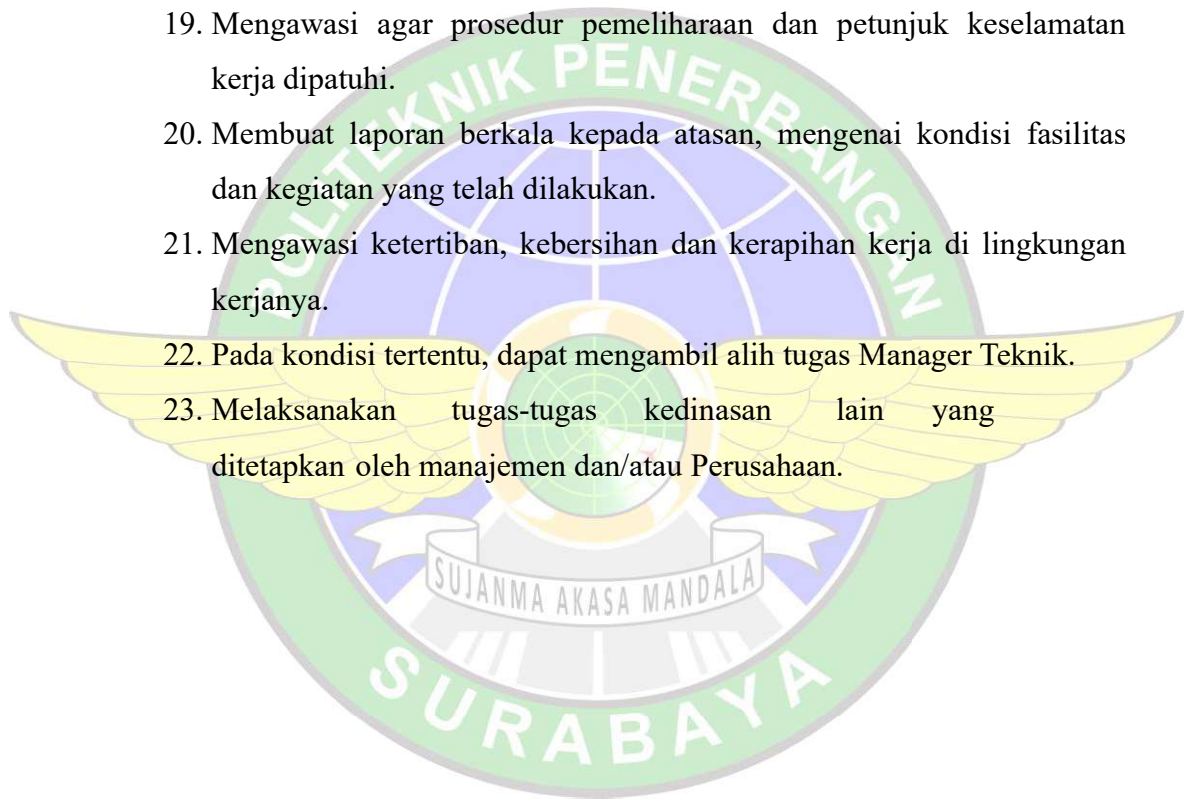 19. Mengawasi agar prosedur pemeliharaan dan petunjuk keselamatan
kerja dipatuhi.
20. Membuat laporan berkala kepada atasan, mengenai kondisi fasilitas
dan kegiatan yang telah dilakukan.
21. Mengawasi ketertiban, kebersihan dan kerapihan kerja di lingkungan
kerjanya.
22. Pada kondisi tertentu, dapat mengambil alih tugas Manager Teknik.
23. Melaksanakan tugas-tugas kedinasan lain yang
ditetapkan oleh manajemen dan/atau Perusahaan.
POLITEKNIK PENERBANGAN
SUJANMA AKASA MANDALA
SURABAYA